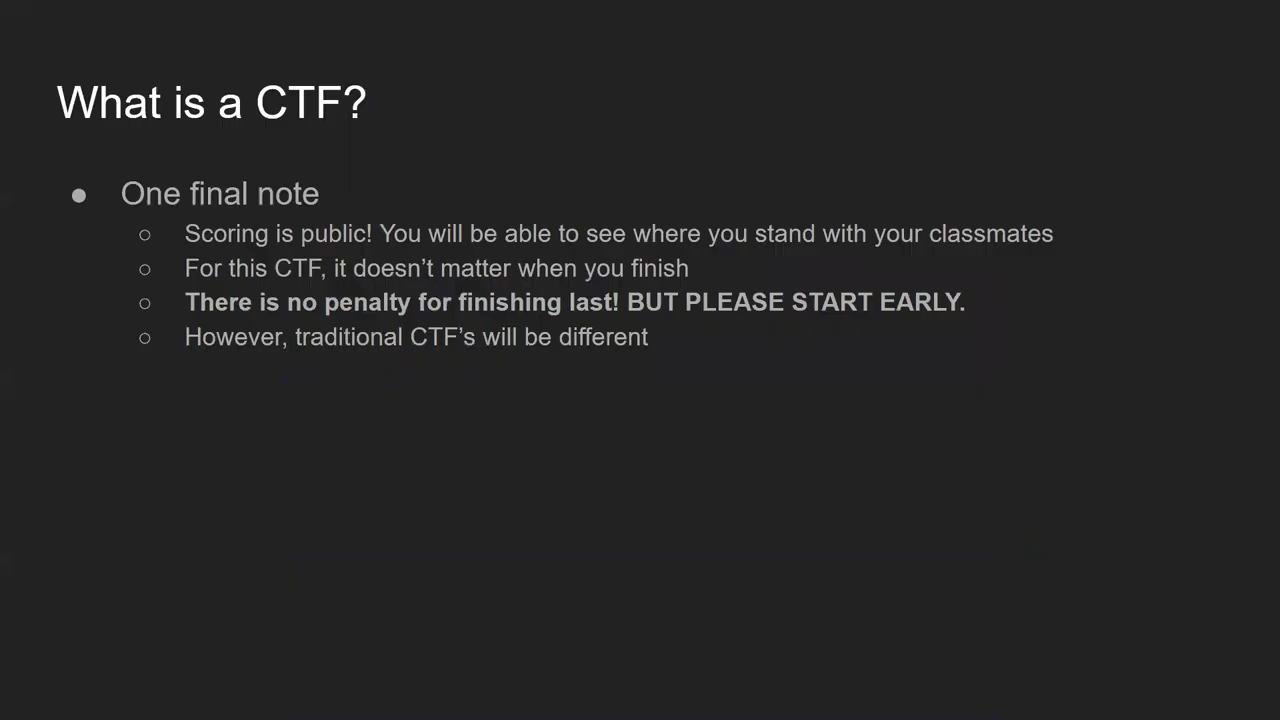 What is a CTF?
● One final note
○ Scoring is public! You will be able to see where you stand with your classmates
○ For this CTF, it doesn’t matter when you finish
○ There is no penalty for finishing last! BUT PLEASE START EARLY.
○ However, traditional CTF’s will be different